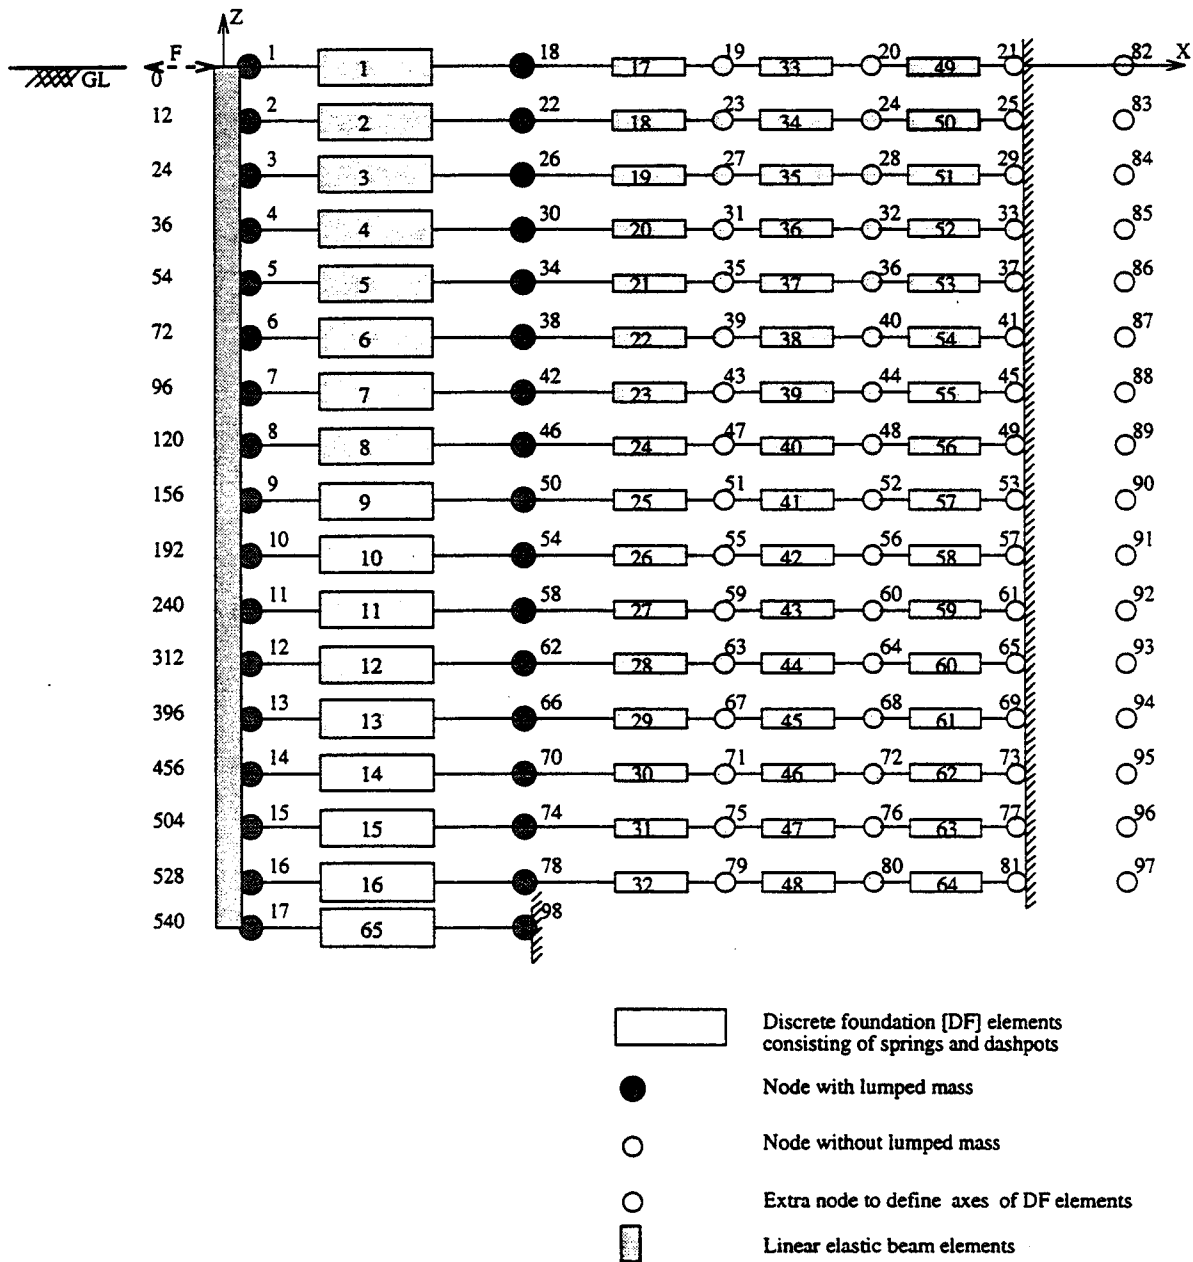 Z
F
1 18 19 20 21 82
GL 1 17 33 49 X
0
2 22 23 24 25 83
12 2 18 34 50
3 26 27 28 29 84
24 3 19 35 51
4 30 31 32 33 85
36 4 20 36 52
5 34 35 36 37 86
54 5 21 37 53
6 38 39 40 41 87
72 6 22 38 54
7 42 43 44 45 88
96 7 23 39 55
8 46 47 48 49 89
120 8 24 40 56
9 50 51 52 53 90
156 9 25 41 57
10 54 55 56 57 91
192 10 26 42 58
11 58 59 60 61 92
240 11 27 43 59
12 62 63 64 65 93
312 12 28 44 60
13 66 67 68 69 94
396 13 29 45 61
14 70 71 72 73 95
456 14 30 46 62
15 74 75 76 77 96
504 15 31 47 63
16 78 79 80 81 97
528 16 32 48 64
17 98
540 65
Discrete foundation [DF] elements
consisting of springs and dashpots
Node with lumped mass
Node without lumped mass
Extra node to define axes of DF elements
Linear elastic beam elements